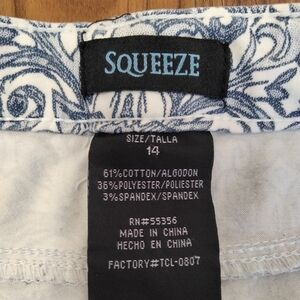 SQUEEZE
SIZE/TALLA
14
61%COTTON/ALGODON
36%POLYESTER/POLIESTER
3%SPANDEX/SPANDEX
RN#55356
MADE IN CHINA
HECHO EN CHINA
FACTORY#TCL-0807